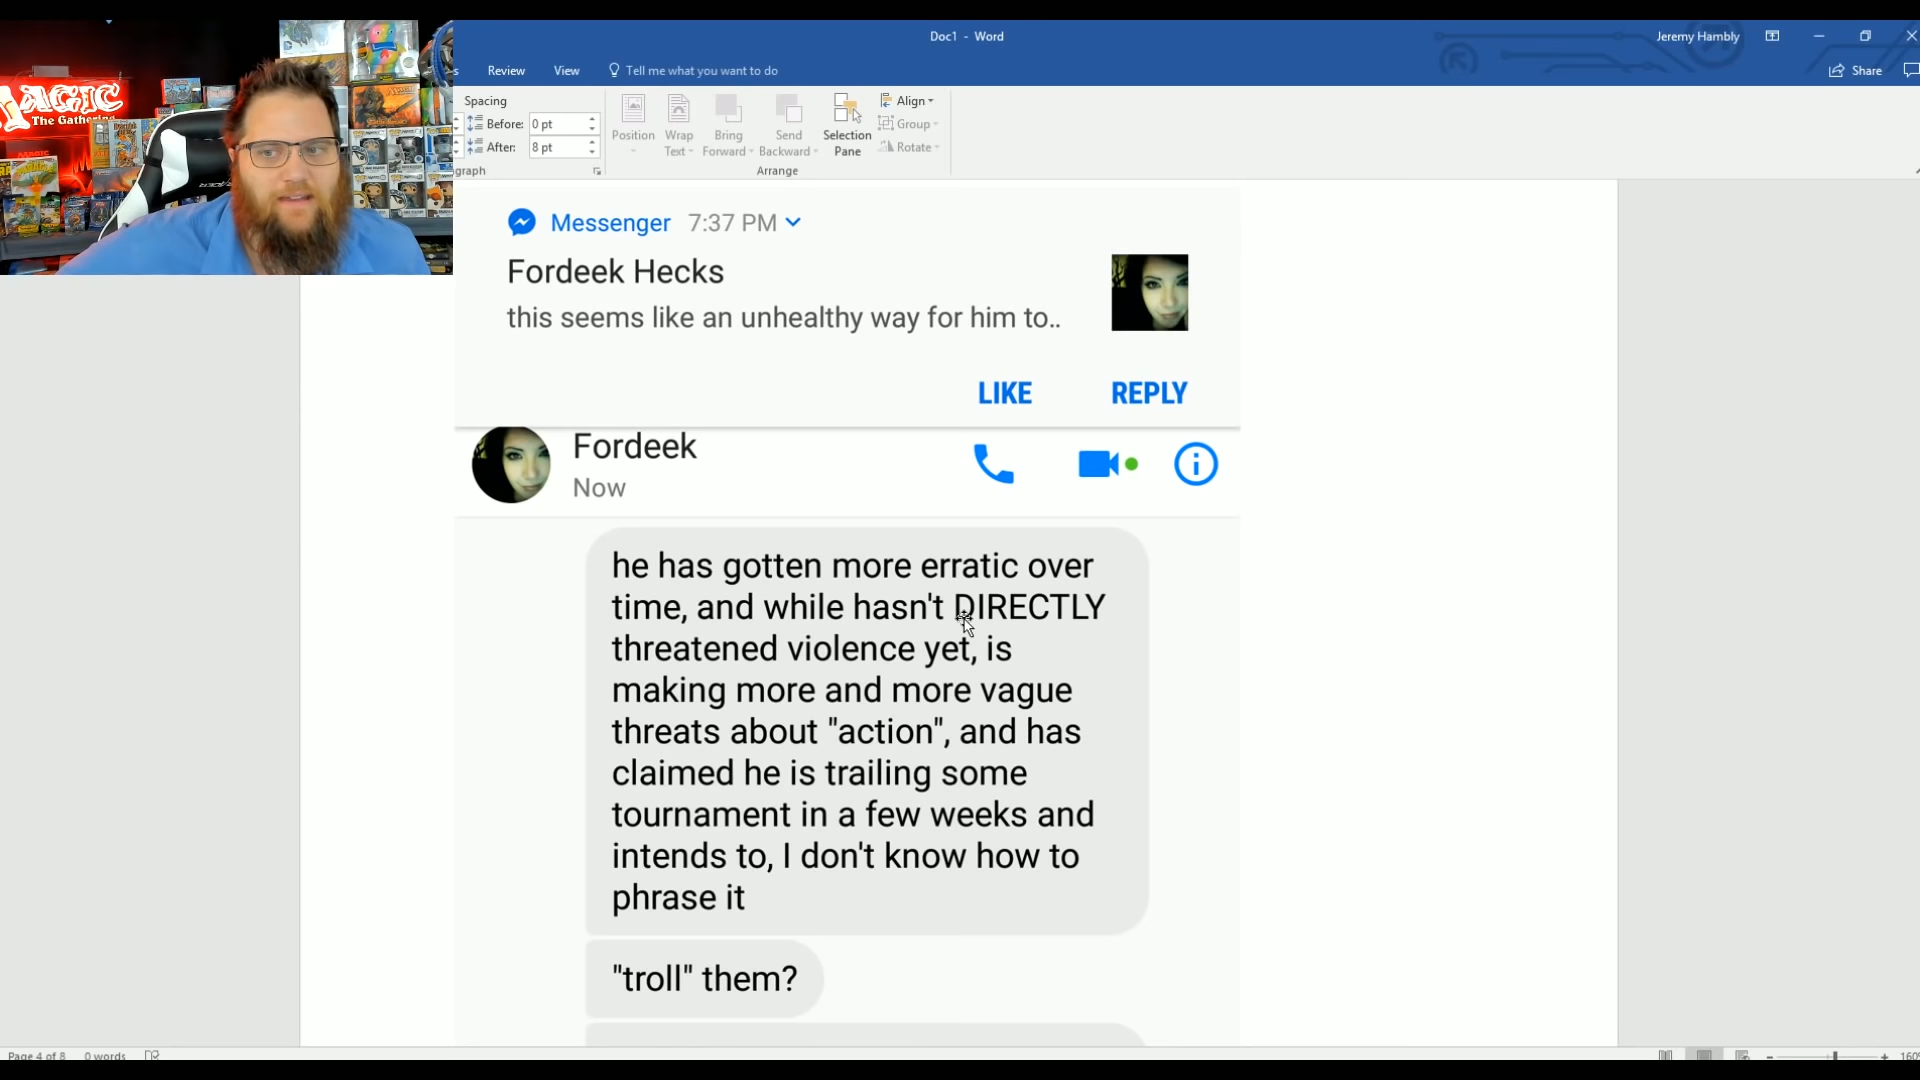 Doc1 - Word
Jeremy Hambly
Review View Tell me what you want to do
Share
Spacing
Before: 0 pt
After: 8 pt
graph
Position
Wrap
Text
Bring
Forward
Send
Backward
Selection
Pane
Align
Group
Rotate
Arrange
MAGIC
The Gathering
Messenger 7:37 PM
Fordeek Hecks
this seems like an unhealthy way for him to..
LIKE REPLY
Fordeek
Now
he has gotten more erratic over
time, and while hasn't DIRECTLY
threatened violence yet, is
making more and more vague
threats about "action", and has
claimed he is trailing some
tournament in a few weeks and
intends to, I don't know how to
phrase it
"troll" them?
Page 4 of 8 0 words
160%